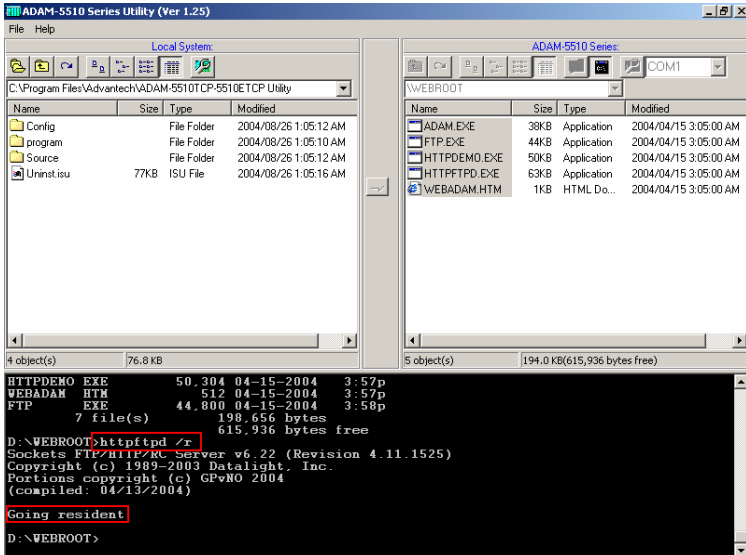 ADAM-5510 Series Utility (Ver 1.25)
File Help
Local System:
C:\Program Files\Advantech\ADAM-5510TCP-5510ETCP Utility
Name Size Type Modified
Config File Folder 2004/08/26 1:05:12 AM
program File Folder 2004/08/26 1:05:10 AM
Source File Folder 2004/08/26 1:05:12 AM
Uninst.isu 77KB ISU File 2004/08/26 1:05:16 AM
4 object(s) 76.8 KB
ADAM-5510 Series:
COM1
\WEBROOT
Name Size Type Modified
ADAM.EXE 38KB Application 2004/04/15 3:05:00 AM
FTP.EXE 44KB Application 2004/04/15 3:05:00 AM
HTTPDEMO.EXE 50KB Application 2004/04/15 3:05:00 AM
HTTPFTPD.EXE 63KB Application 2004/04/15 3:05:00 AM
WEBADAM.HTM 1KB HTML Do... 2004/04/15 3:05:00 AM
5 object(s) 194.0 KB(615,936 bytes free)
HTTPDEMO EXE 50,304 04-15-2004 3:57p
WEBADAM HTM 512 04-15-2004 3:57p
FTP EXE 44,800 04-15-2004 3:58p
7 file(s) 198,656 bytes
615,936 bytes free
D:\WEBROOT>httpftpd /r
Sockets FTP/HTTP/RC Server v6.22 (Revision 4.11.1525)
Copyright (c) 1989-2003 Datalight, Inc.
Portions copyright (c) GPvNO 2004
(compiled: 04/13/2004)
Going resident
D:\WEBROOT>